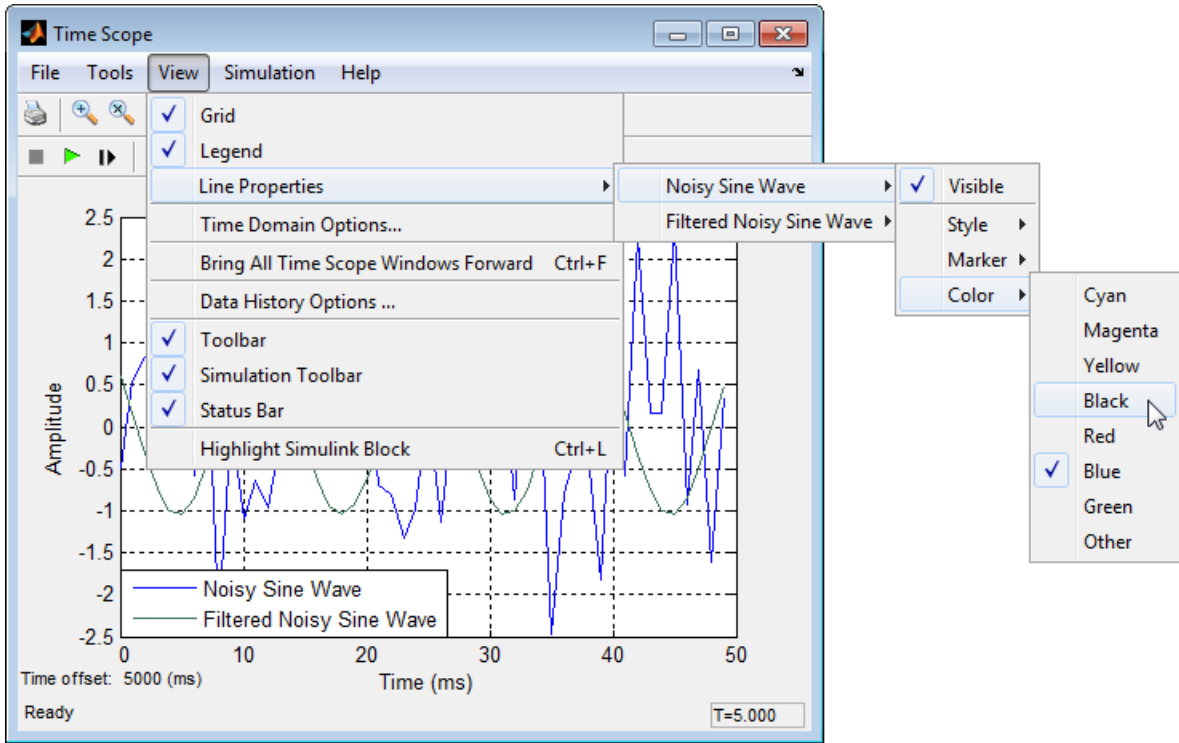 Time Scope
File Tools View Simulation Help
Grid
Legend
Line Properties
Time Domain Options...
Bring All Time Scope Windows Forward Ctrl+F
Data History Options ...
Toolbar
Simulation Toolbar
Status Bar
Highlight Simulink Block Ctrl+L
Noisy Sine Wave
Filtered Noisy Sine Wave
Visible
Style
Marker
Color
Cyan
Magenta
Yellow
Black
Red
Blue
Green
Other
Amplitude
2.5
2
1.5
1
0.5
0
-0.5
-1
-1.5
-2
-2.5
Noisy Sine Wave
Filtered Noisy Sine Wave
0 10 20 30 40 50
Time offset: 5000 (ms)
Time (ms)
Ready
T=5.000